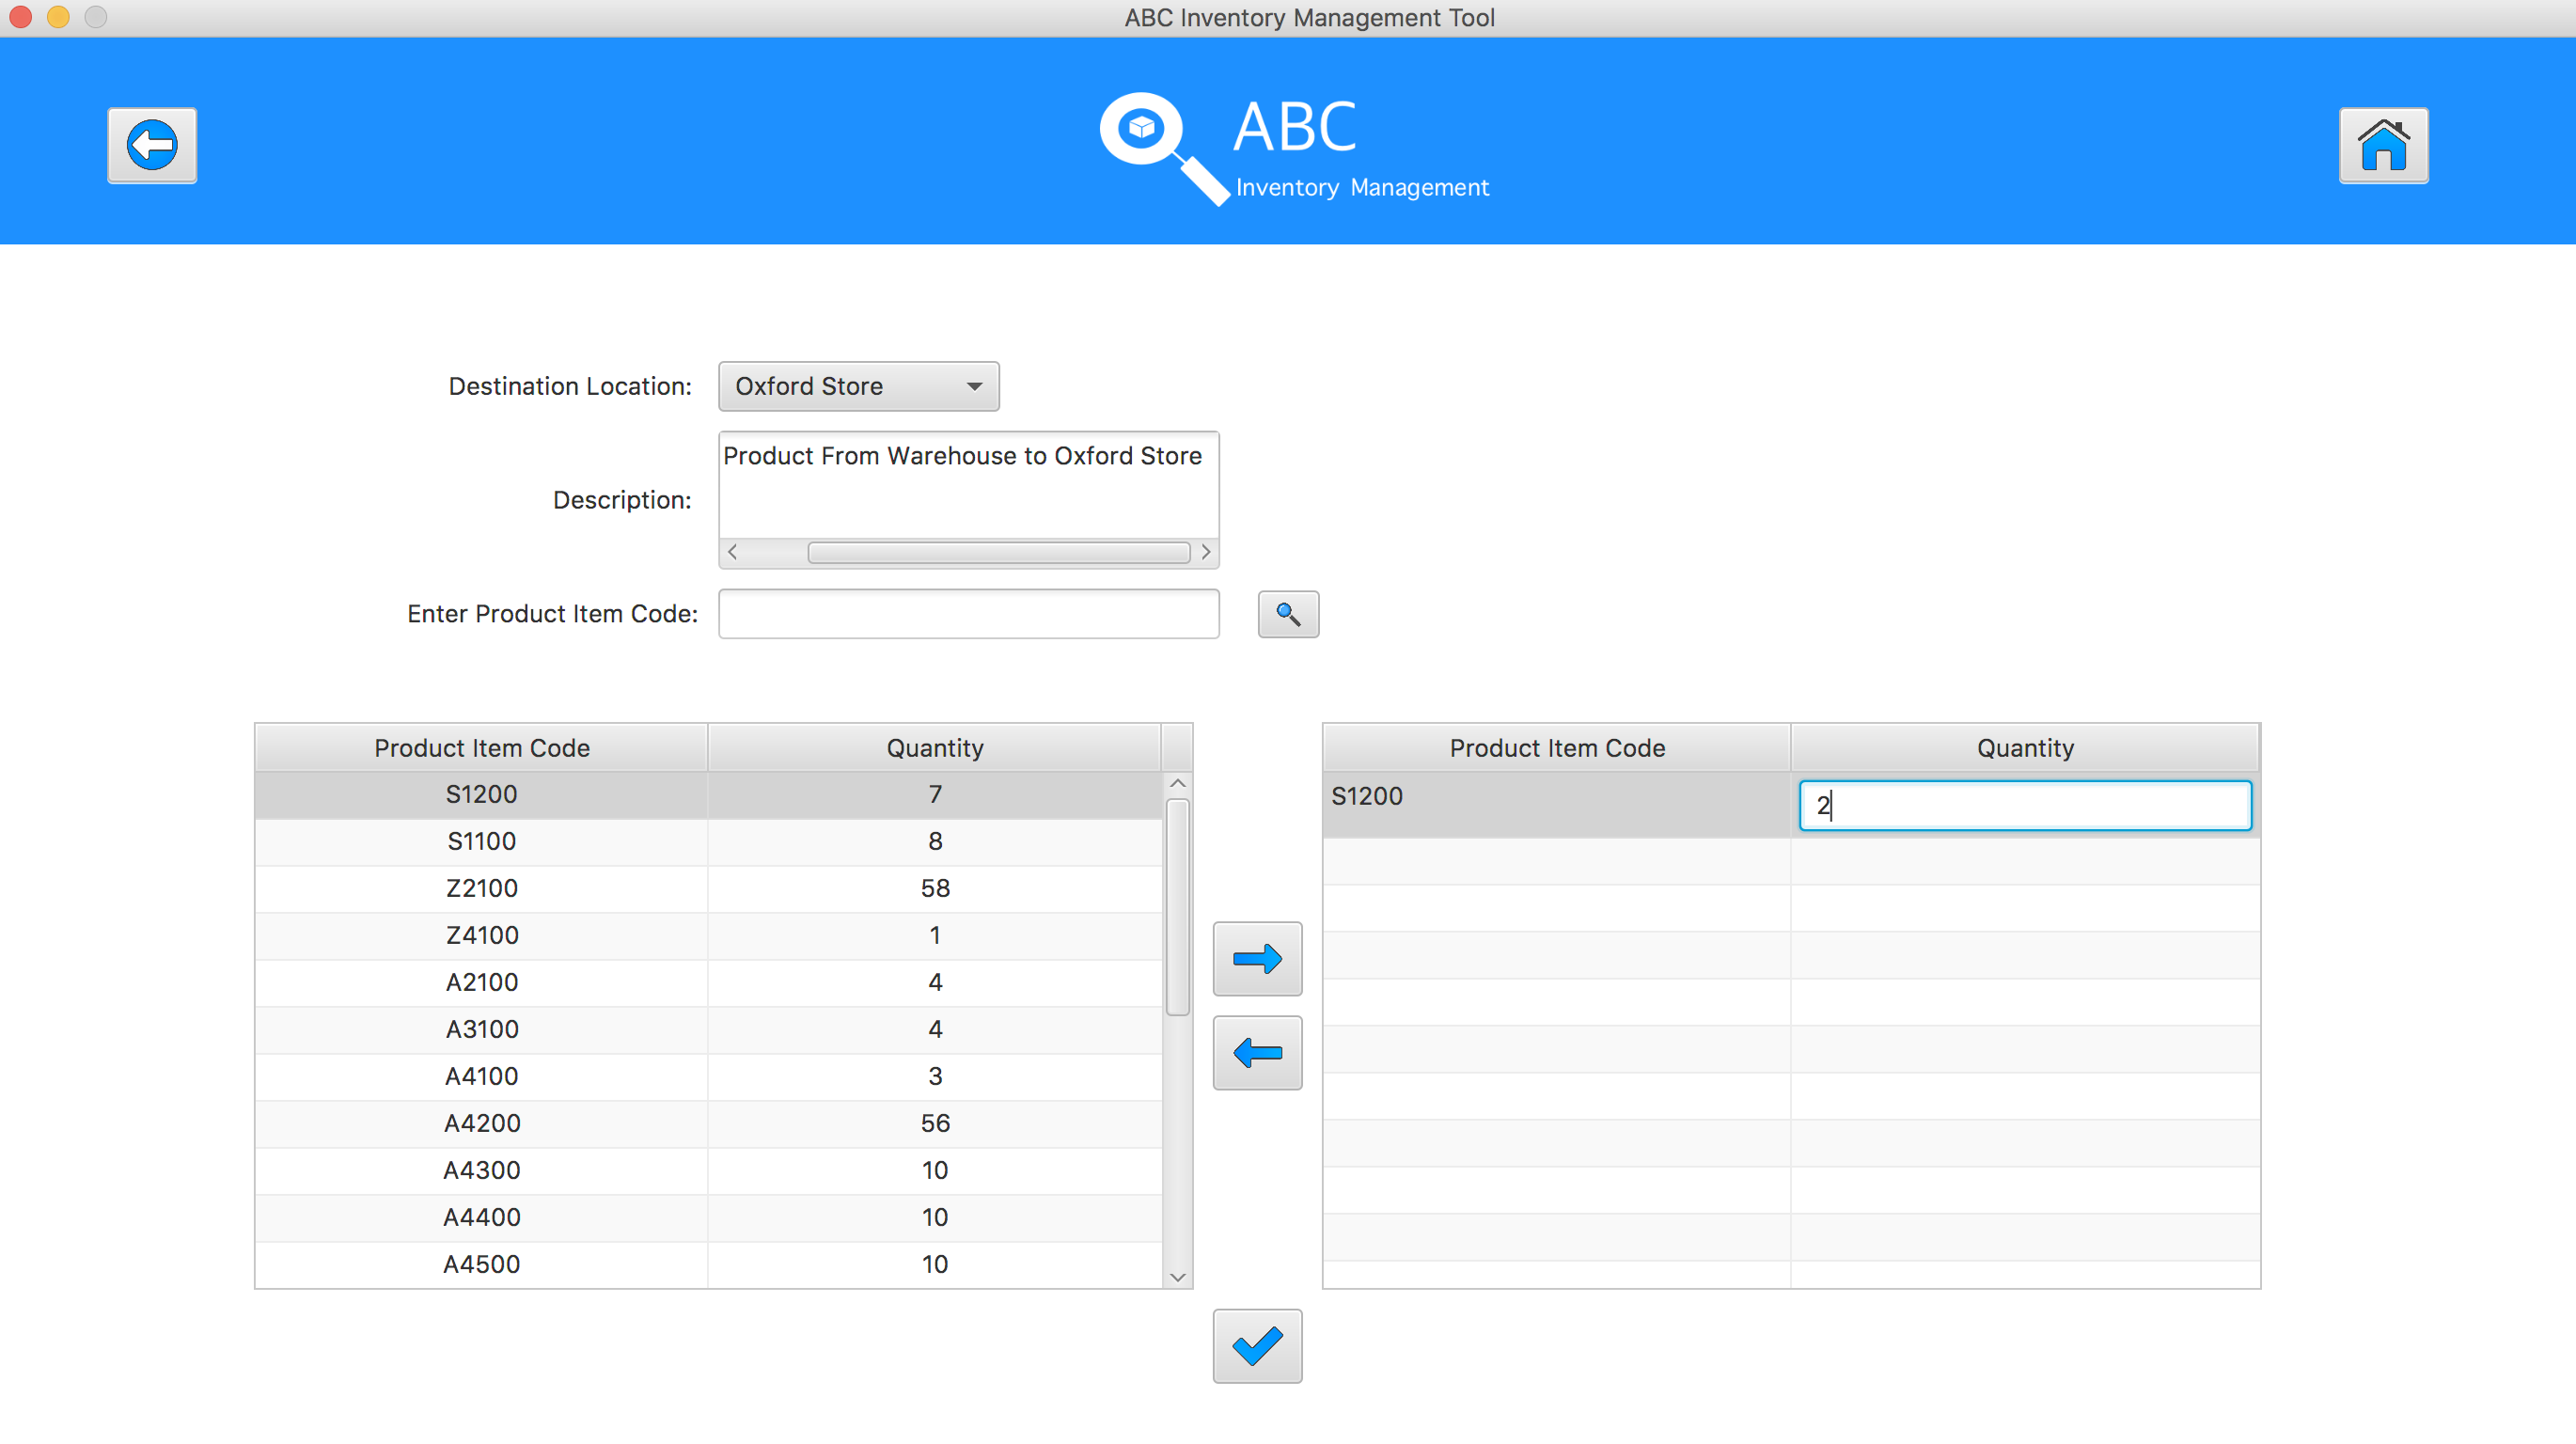 ABC Inventory Management Tool
ABC
Inventory Management
Destination Location: Oxford Store
Product From Warehouse to Oxford Store
Description:
Enter Product Item Code:
Product Item Code Quantity
S1200 7
S1100 8
Z2100 58
Z4100 1
A2100 4
A3100 4
A4100 3
A4200 56
A4300 10
A4400 10
A4500 10
Product Item Code Quantity
S1200 2